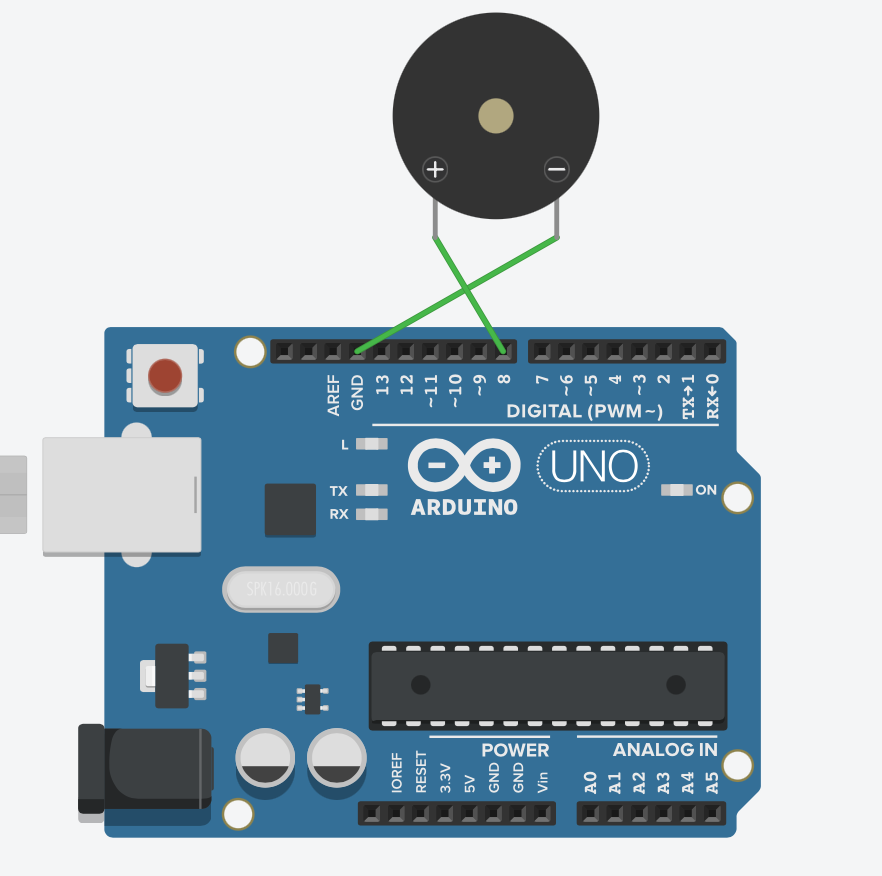 + −
AREF GND 13 12 ~11 ~10 ~9 8 7 ~6 ~5 4 ~3 2 TX→1 RX←0
DIGITAL (PWM~)
L
− + UNO
TX
ON
RX
ARDUINO
SPK16.000G
POWER
ANALOG IN
IOREF RESET 3.3V 5V GND GND Vin A0 A1 A2 A3 A4 A5